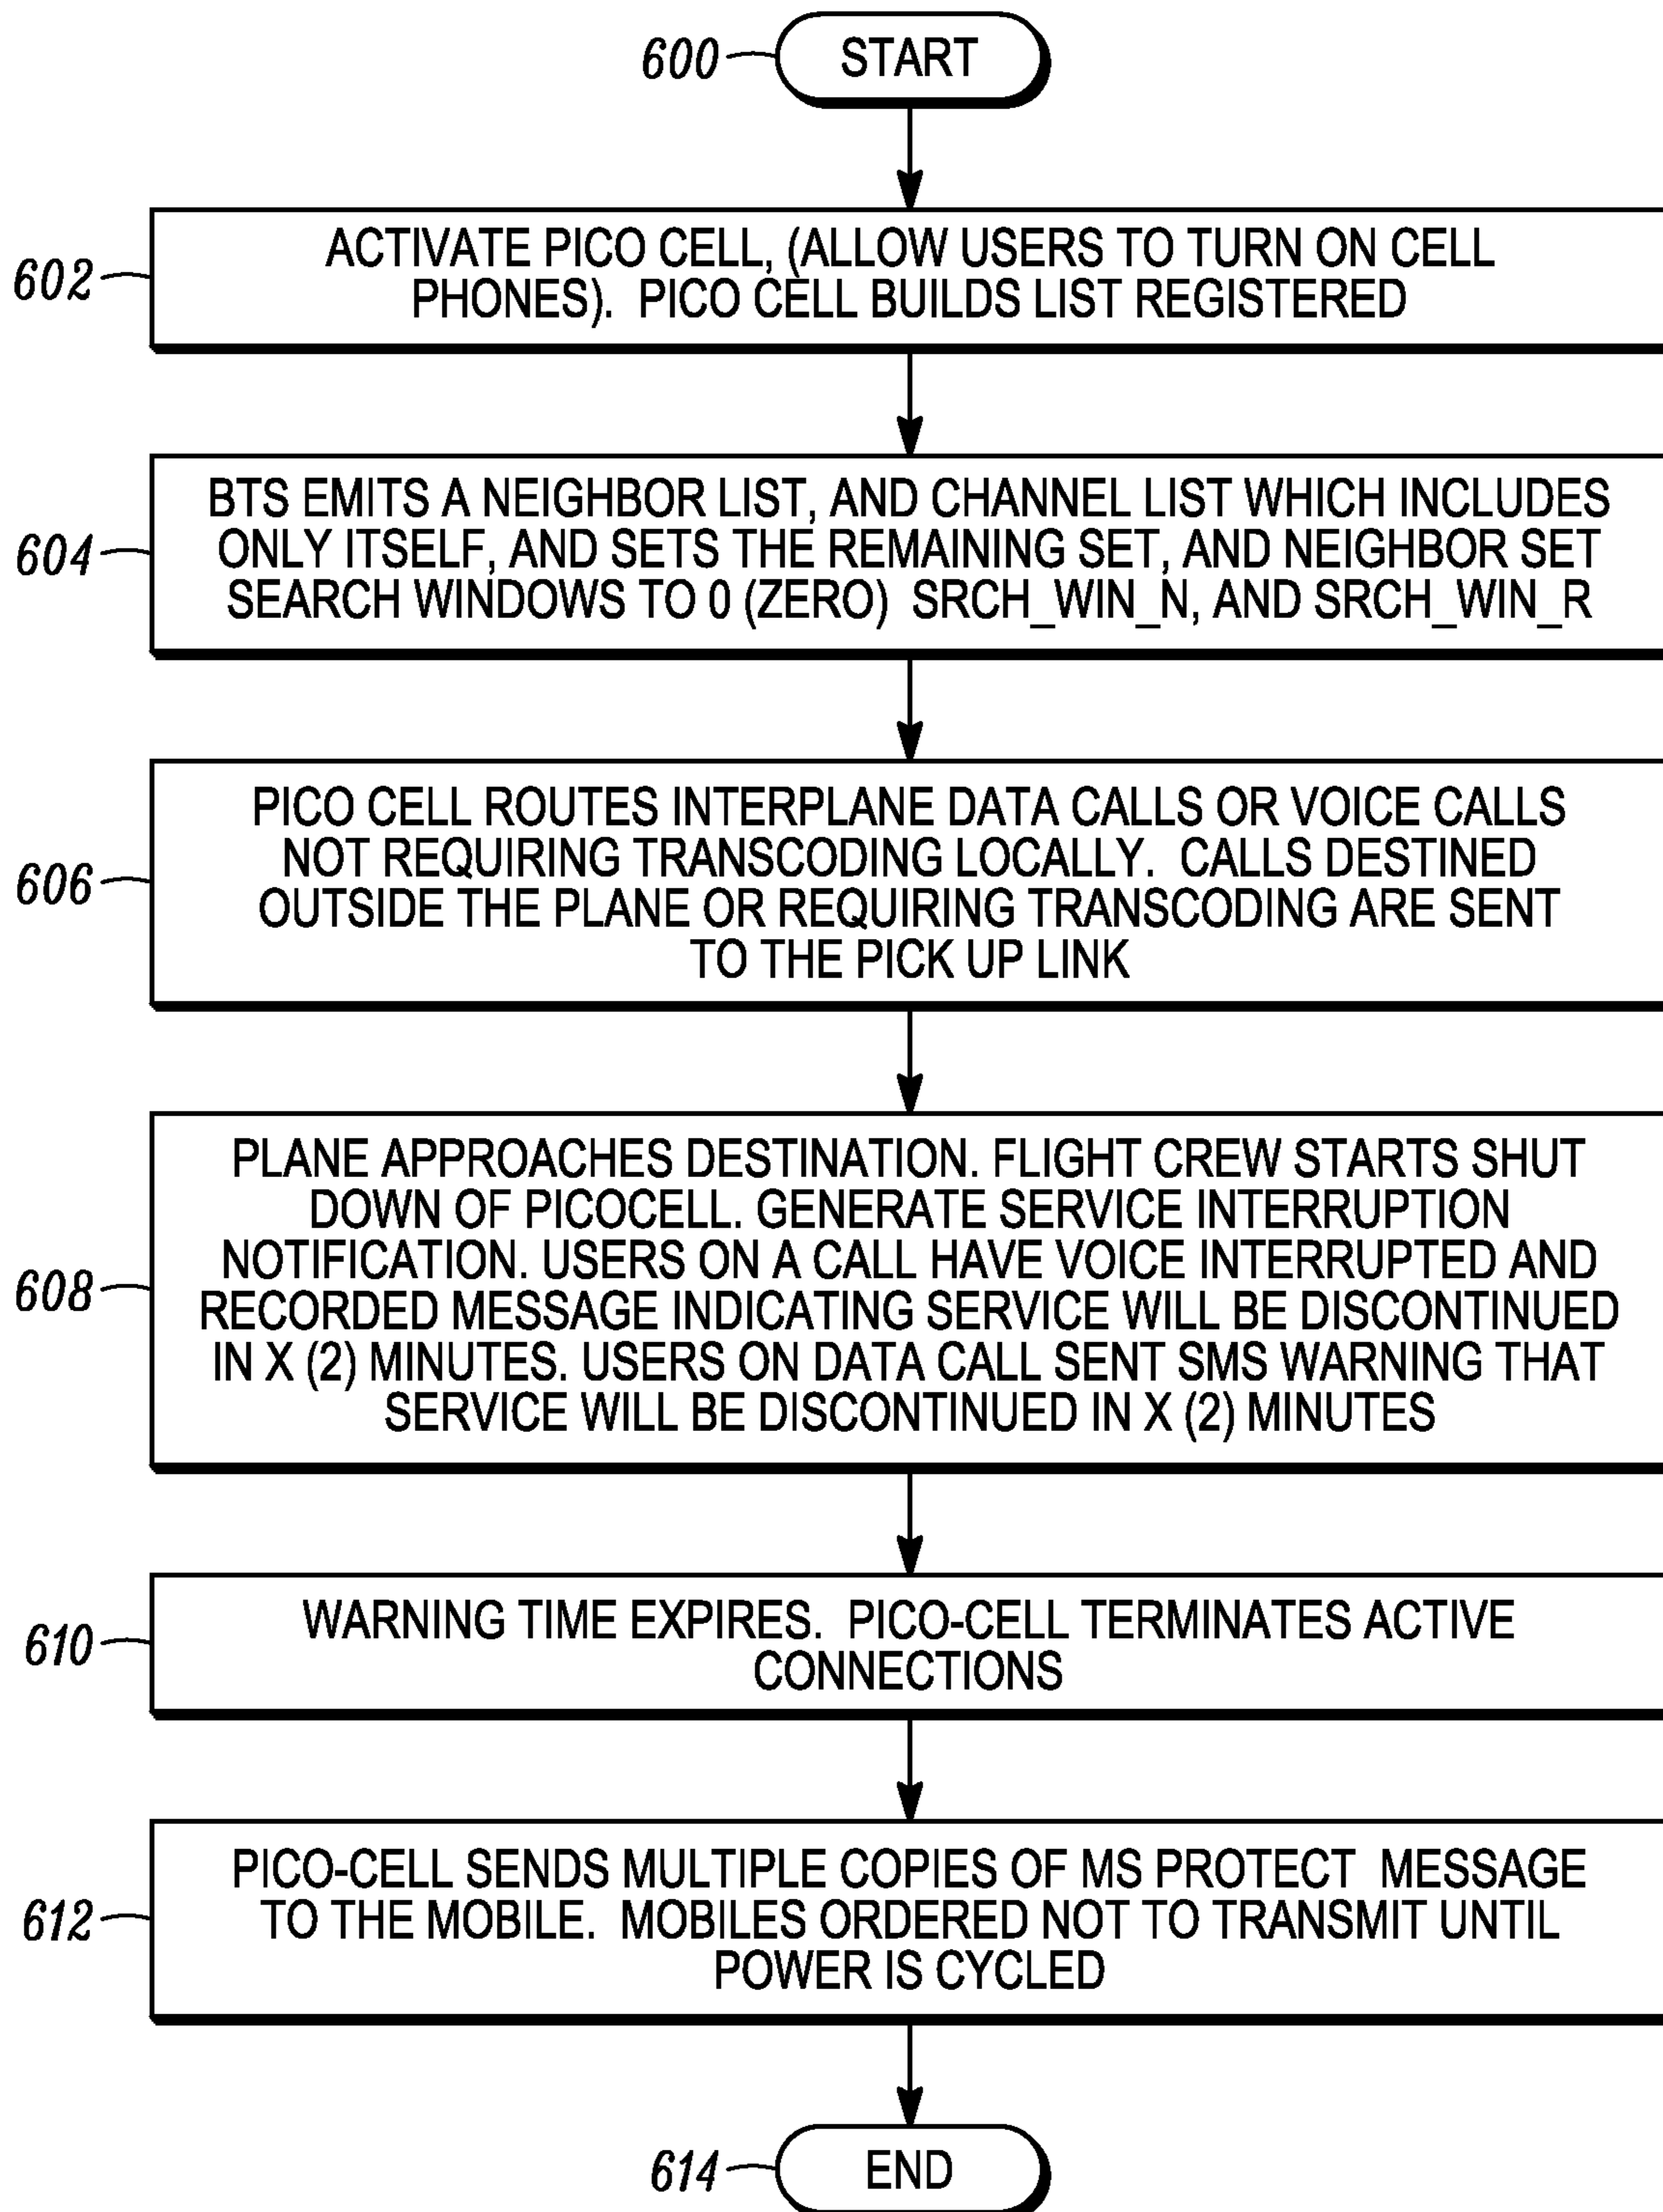 600
START
602
ACTIVATE PICO CELL, (ALLOW USERS TO TURN ON CELL
PHONES). PICO CELL BUILDS LIST REGISTERED
604
BTS EMITS A NEIGHBOR LIST, AND CHANNEL LIST WHICH INCLUDES
ONLY ITSELF, AND SETS THE REMAINING SET, AND NEIGHBOR SET
SEARCH WINDOWS TO 0 (ZERO) SRCH_WIN_N, AND SRCH_WIN_R
606
PICO CELL ROUTES INTERPLANE DATA CALLS OR VOICE CALLS
NOT REQUIRING TRANSCODING LOCALLY. CALLS DESTINED
OUTSIDE THE PLANE OR REQUIRING TRANSCODING ARE SENT
TO THE PICK UP LINK
608
PLANE APPROACHES DESTINATION. FLIGHT CREW STARTS SHUT
DOWN OF PICOCELL. GENERATE SERVICE INTERRUPTION
NOTIFICATION. USERS ON A CALL HAVE VOICE INTERRUPTED AND
RECORDED MESSAGE INDICATING SERVICE WILL BE DISCONTINUED
IN X (2) MINUTES. USERS ON DATA CALL SENT SMS WARNING THAT
SERVICE WILL BE DISCONTINUED IN X (2) MINUTES
610
WARNING TIME EXPIRES. PICO-CELL TERMINATES ACTIVE
CONNECTIONS
612
PICO-CELL SENDS MULTIPLE COPIES OF MS PROTECT MESSAGE
TO THE MOBILE. MOBILES ORDERED NOT TO TRANSMIT UNTIL
POWER IS CYCLED
614
END